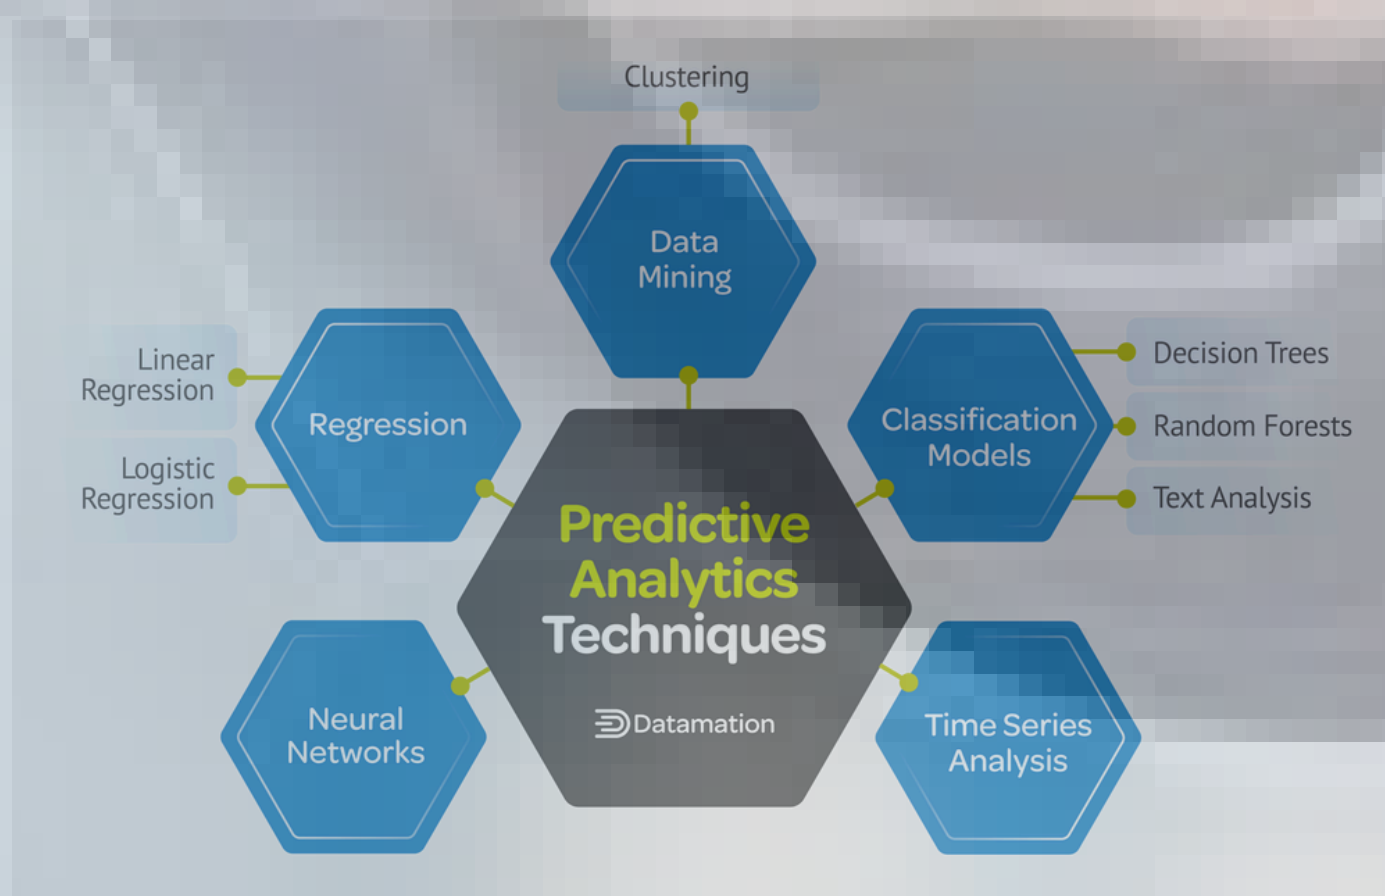 Clustering
Data
Mining
Linear
Regression
Logistic
Regression
Regression
Classification
Models
Decision Trees
Random Forests
Text Analysis
Predictive
Analytics
Techniques
Datamation
Neural
Networks
Time Series
Analysis